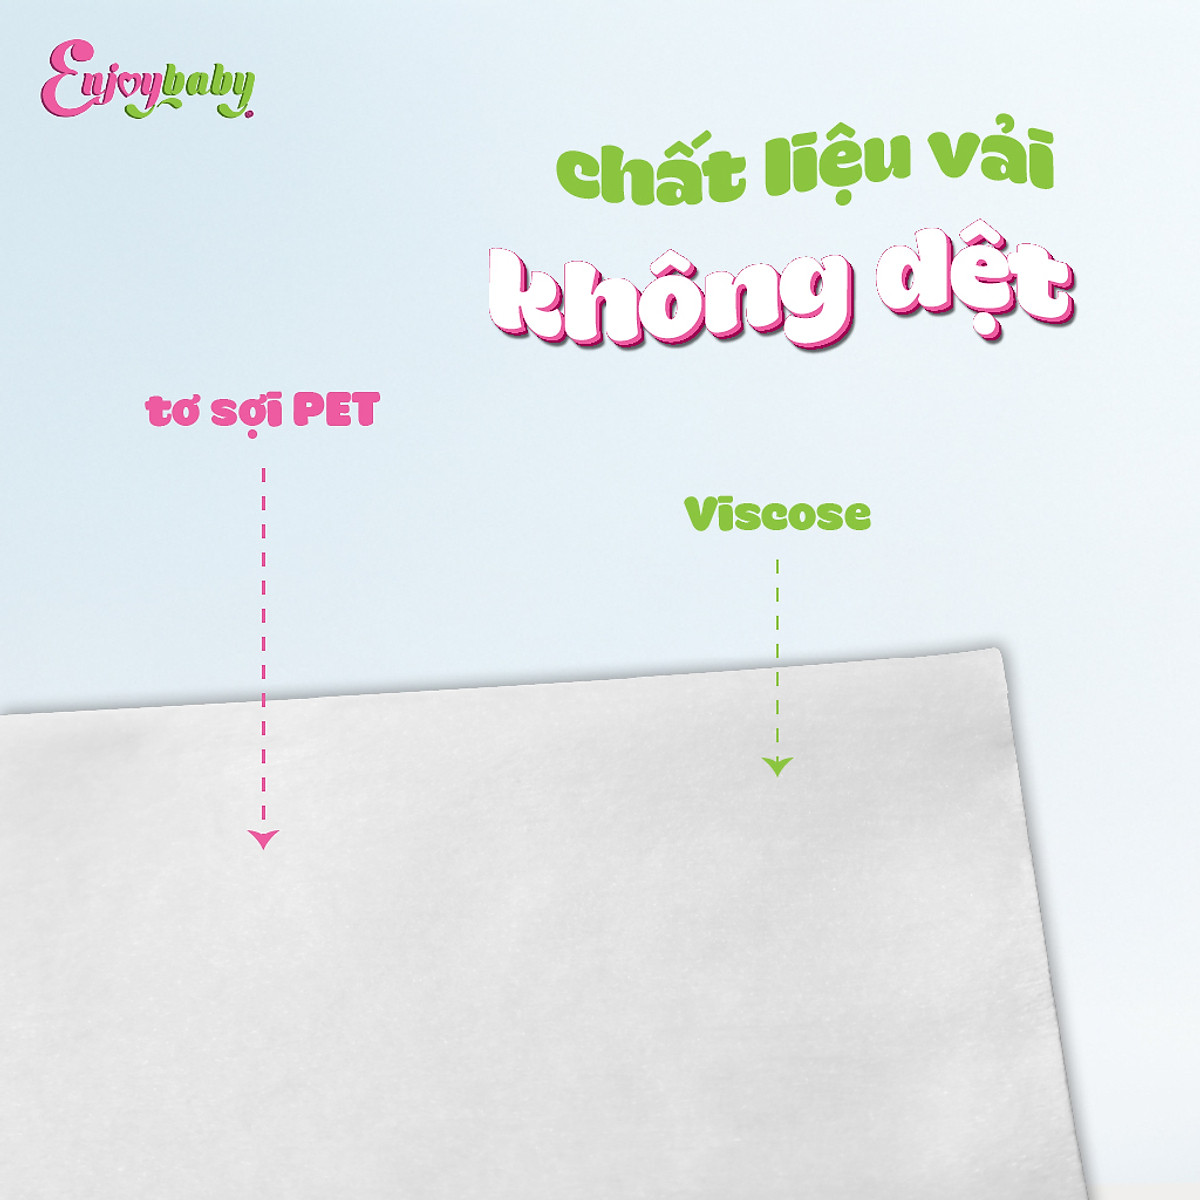 Enjoybaby
chất liệu vải
không dệt
tơ sợi PET
Viscose